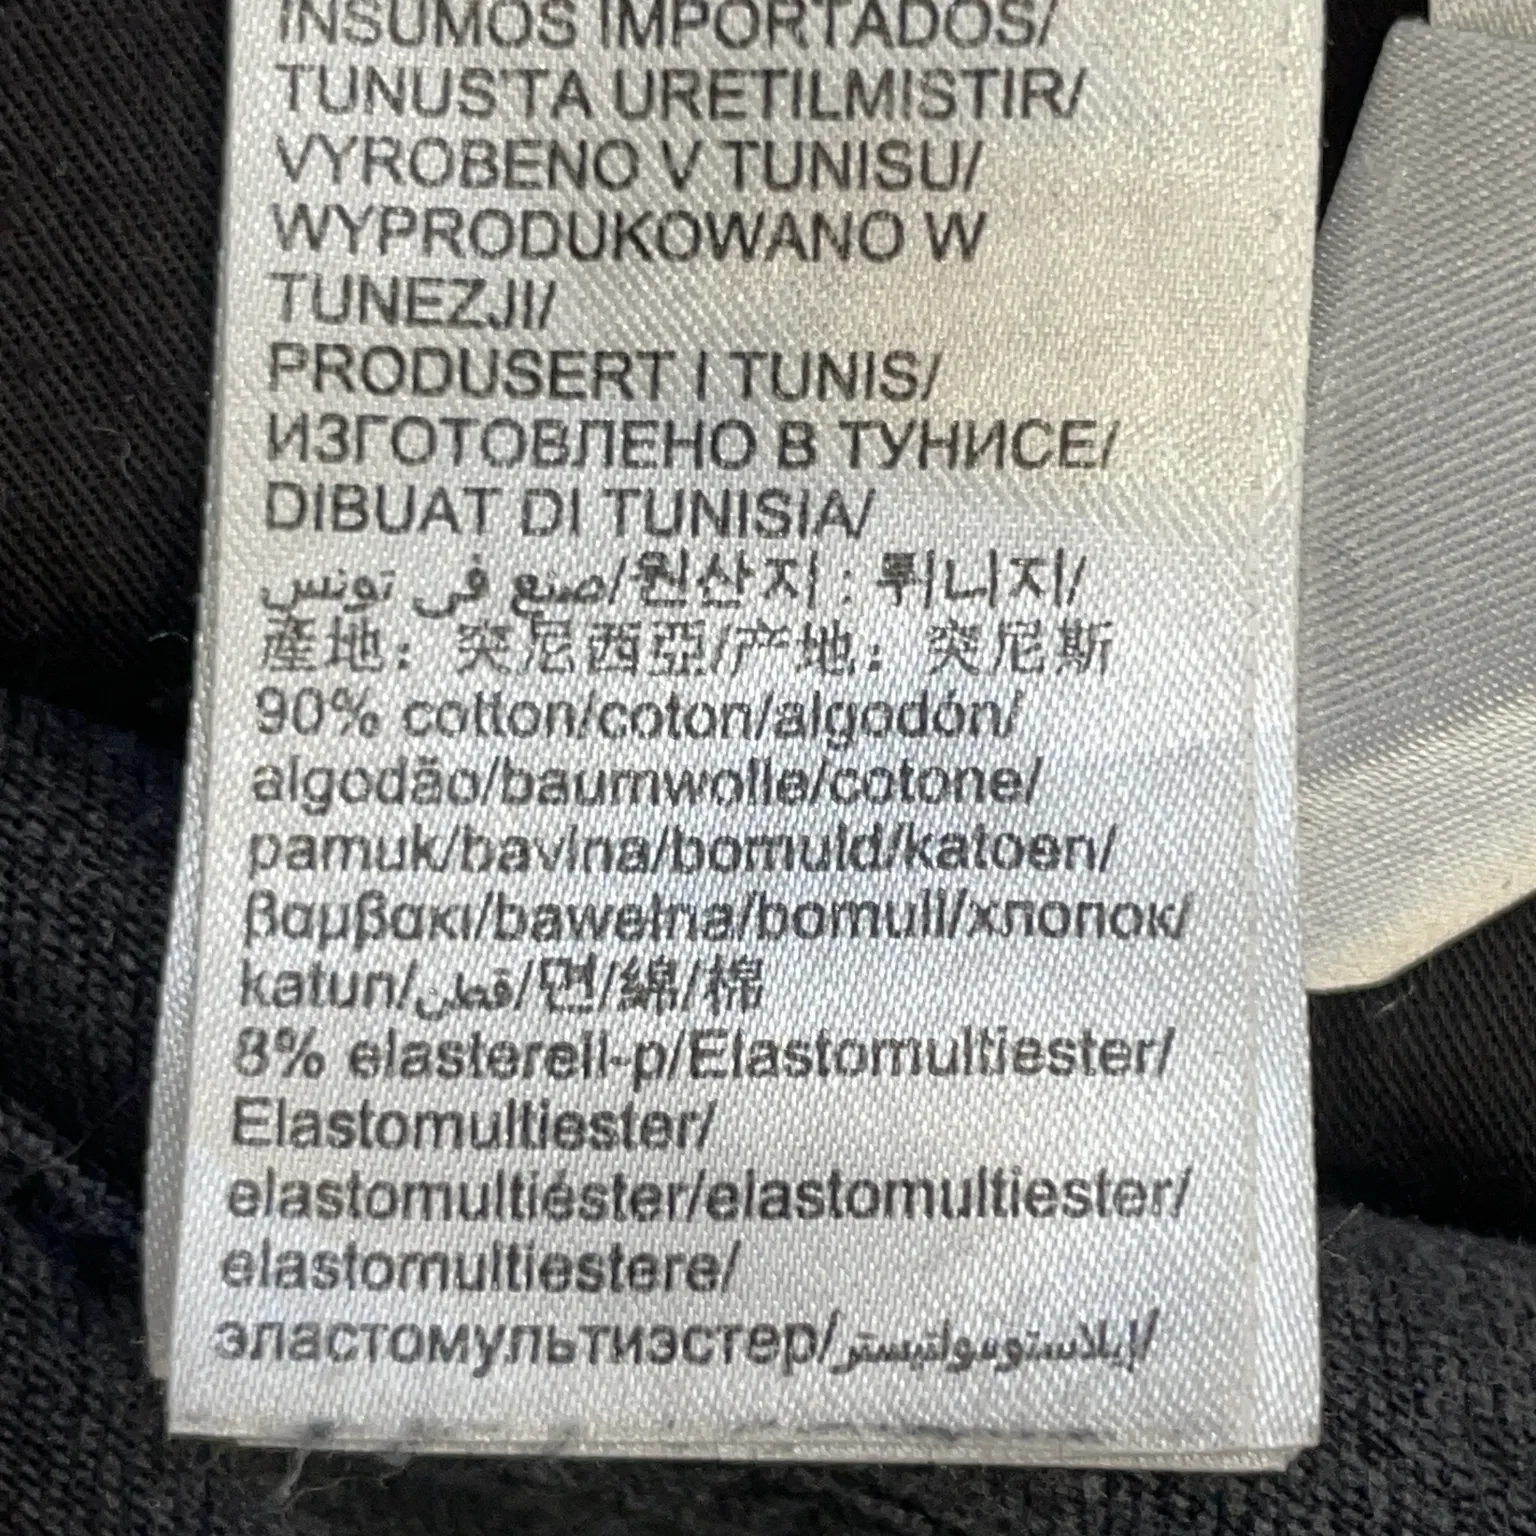 INSUMOS IMPORTADOS/
TUNUS'TA URETILMISTIR/
VYROBENO V TUNISU/
WYPRODUKOWANO W
TUNEZJI/
PRODUSERT I TUNIS/
ИЗГОТОВЛЕНО В ТУНИСЕ/
DIBUAT DI TUNISIA/
صنع في تونس/원산지 : 튀니지/
產地：突尼西亞/产地：突尼斯
90% cotton/coton/algodón/
algodão/baumwolle/cotone/
pamuk/bavlna/bomuld/katoen/
βαμβακι/bawełna/bomull/хлопок/
katun/قطن/면/綿/棉
8% elasterell-p/Elastomultiester/
Elastomultiester/
elastomultiéster/elastomultiester/
elastomultiestere/
эластомультиэстер/إيلاستومولتيستر/